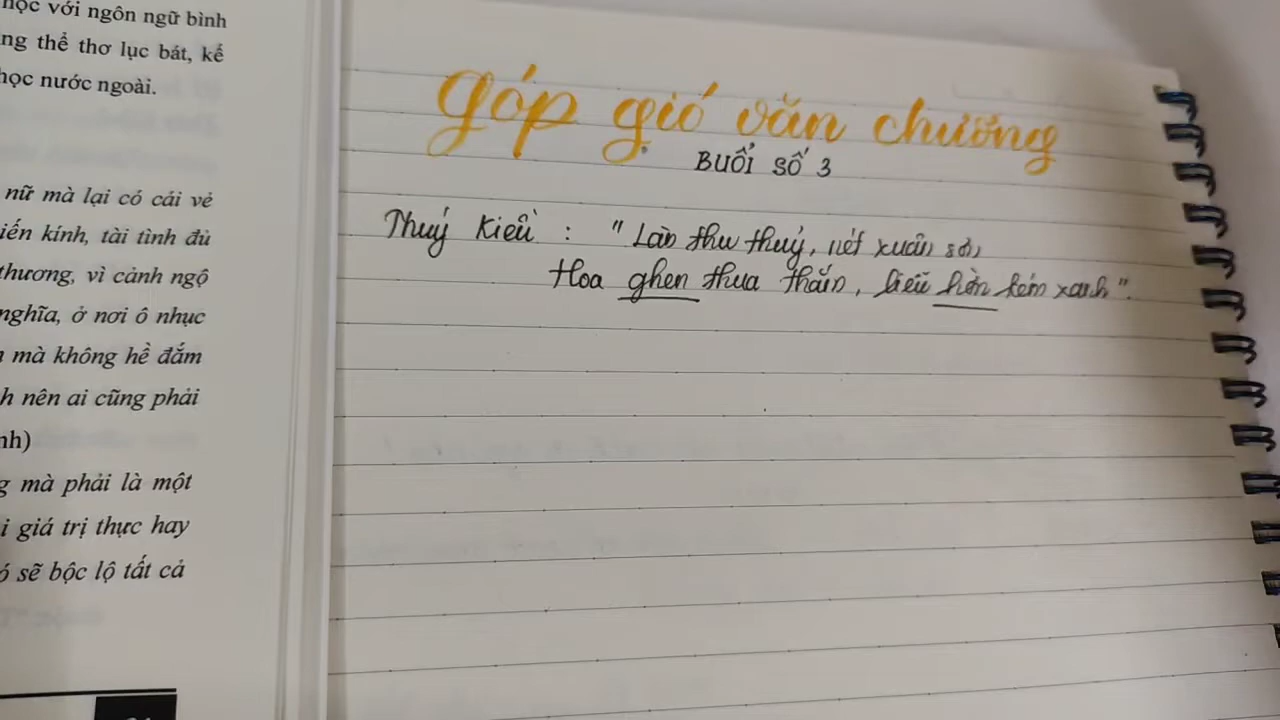 học với ngôn ngữ bình
ng thể thơ lục bát, kế
học nước ngoài.
nữ mà lại có cái vẻ
iến kính, tài tình đủ
thương, vì cảnh ngộ
nghĩa, ở nơi ô nhục
mà không hề đắm
h nên ai cũng phải
nh)
g mà phải là một
i giá trị thực hay
ó sẽ bộc lộ tất cả
góp gió văn chương
BUỔI SỐ 3
Thuý Kiều : "Làn thu thuỷ, nét xuân sơn,
Hoa ghen thua thắm, liễu hờn kém xanh".